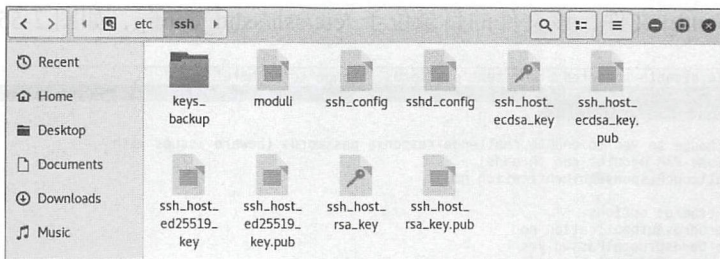 etc ssh
Recent
Home
Desktop
Documents
Downloads
Music
keys_
backup
moduli
ssh_config
sshd_config
ssh_host_
ecdsa_key
ssh_host_
ecdsa_key.
pub
ssh_host_
ed25519_
key
ssh_host_
ed25519_
key.pub
ssh_host_
rsa_key
ssh_host_
rsa_key.pub